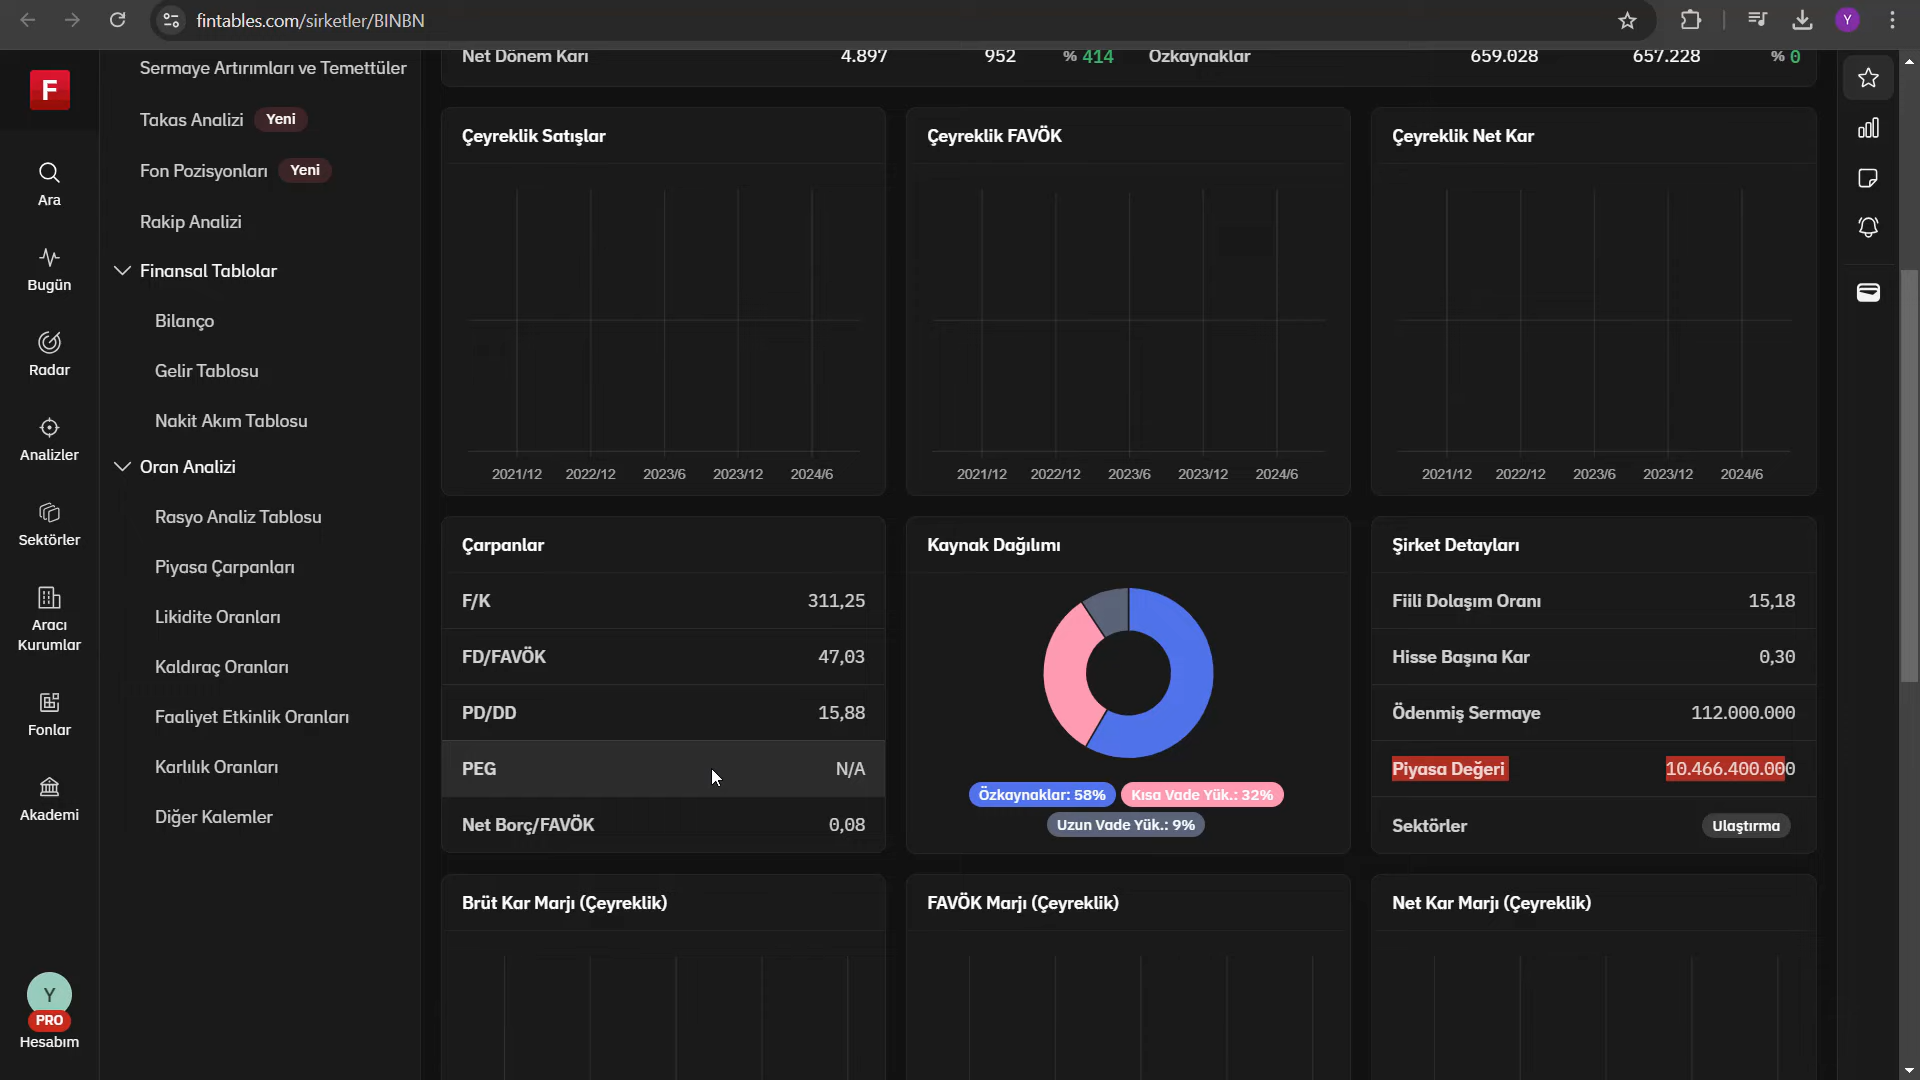 fintables.com/sirketler/BINBN
Y
F
Ara
Bugün
Radar
Analizler
Sektörler
Aracı
Kurumlar
Fonlar
Akademi
Y
PRO
Hesabım
Sermaye Artırımları ve Temettüler
Takas Analizi Yeni
Fon Pozisyonları Yeni
Rakip Analizi
Finansal Tablolar
Bilanço
Gelir Tablosu
Nakit Akım Tablosu
Oran Analizi
Rasyo Analiz Tablosu
Piyasa Çarpanları
Likidite Oranları
Kaldıraç Oranları
Faaliyet Etkinlik Oranları
Karlılık Oranları
Diğer Kalemler
Net Dönem Karı 4.897 952 % 414 Özkaynaklar 659.028 657.228 % 0
Çeyreklik Satışlar
2021/12 2022/12 2023/6 2023/12 2024/6
Çeyreklik FAVÖK
2021/12 2022/12 2023/6 2023/12 2024/6
Çeyreklik Net Kar
2021/12 2022/12 2023/6 2023/12 2024/6
Çarpanlar
F/K 311,25
FD/FAVÖK 47,03
PD/DD 15,88
PEG N/A
Net Borç/FAVÖK 0,08
Kaynak Dağılımı
Özkaynaklar: 58% Kısa Vade Yük.: 32%
Uzun Vade Yük.: 9%
Şirket Detayları
Fiili Dolaşım Oranı 15,18
Hisse Başına Kar 0,30
Ödenmiş Sermaye 112.000.000
Piyasa Değeri 10.466.400.000
Sektörler Ulaştırma
Brüt Kar Marjı (Çeyreklik)
FAVÖK Marjı (Çeyreklik)
Net Kar Marjı (Çeyreklik)